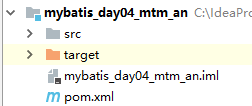 mybatis_day04_mtm_an C:\IdeaPro
src
target
mybatis_day04_mtm_an.iml
pom.xml